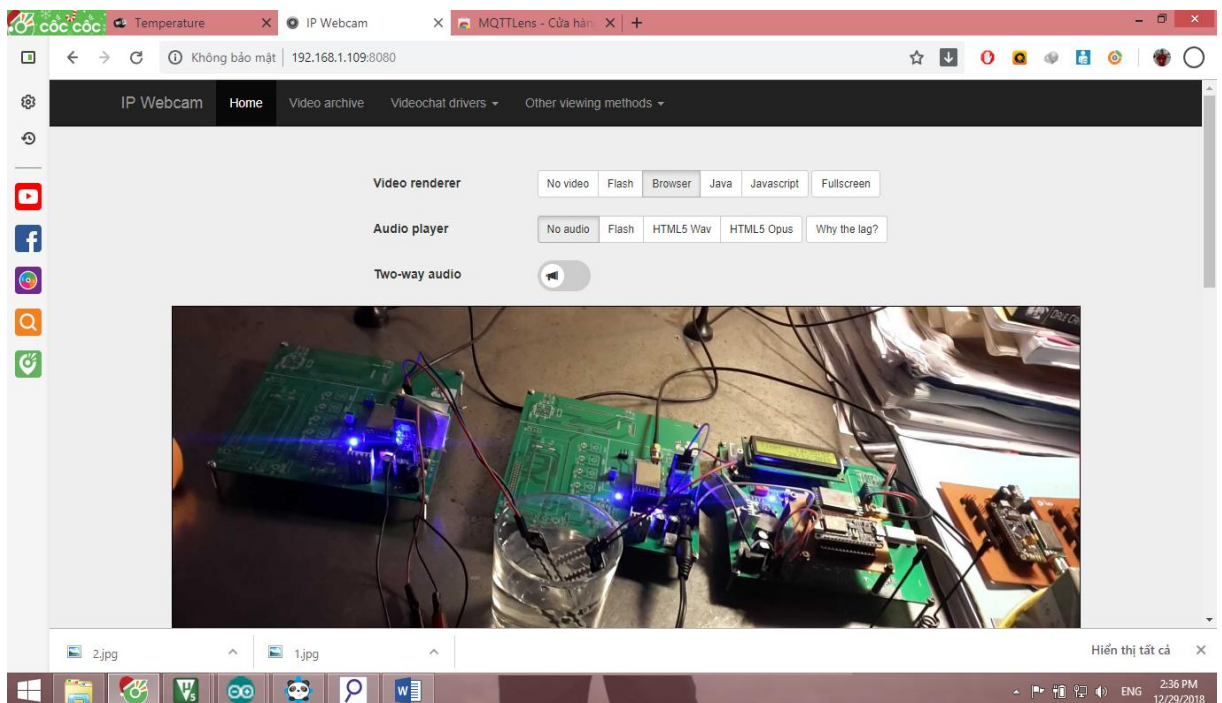 cốc cốc Temperature IP Webcam MQTTLens - Cửa hàn
Không bảo mật 192.168.1.109:8080
IP Webcam Home Video archive Videochat drivers Other viewing methods
Video renderer No video Flash Browser Java Javascript Fullscreen
Audio player No audio Flash HTML5 Wav HTML5 Opus Why the lag?
Two-way audio
2.jpg 1.jpg Hiển thị tất cả
ENG 2:36 PM
12/29/2018